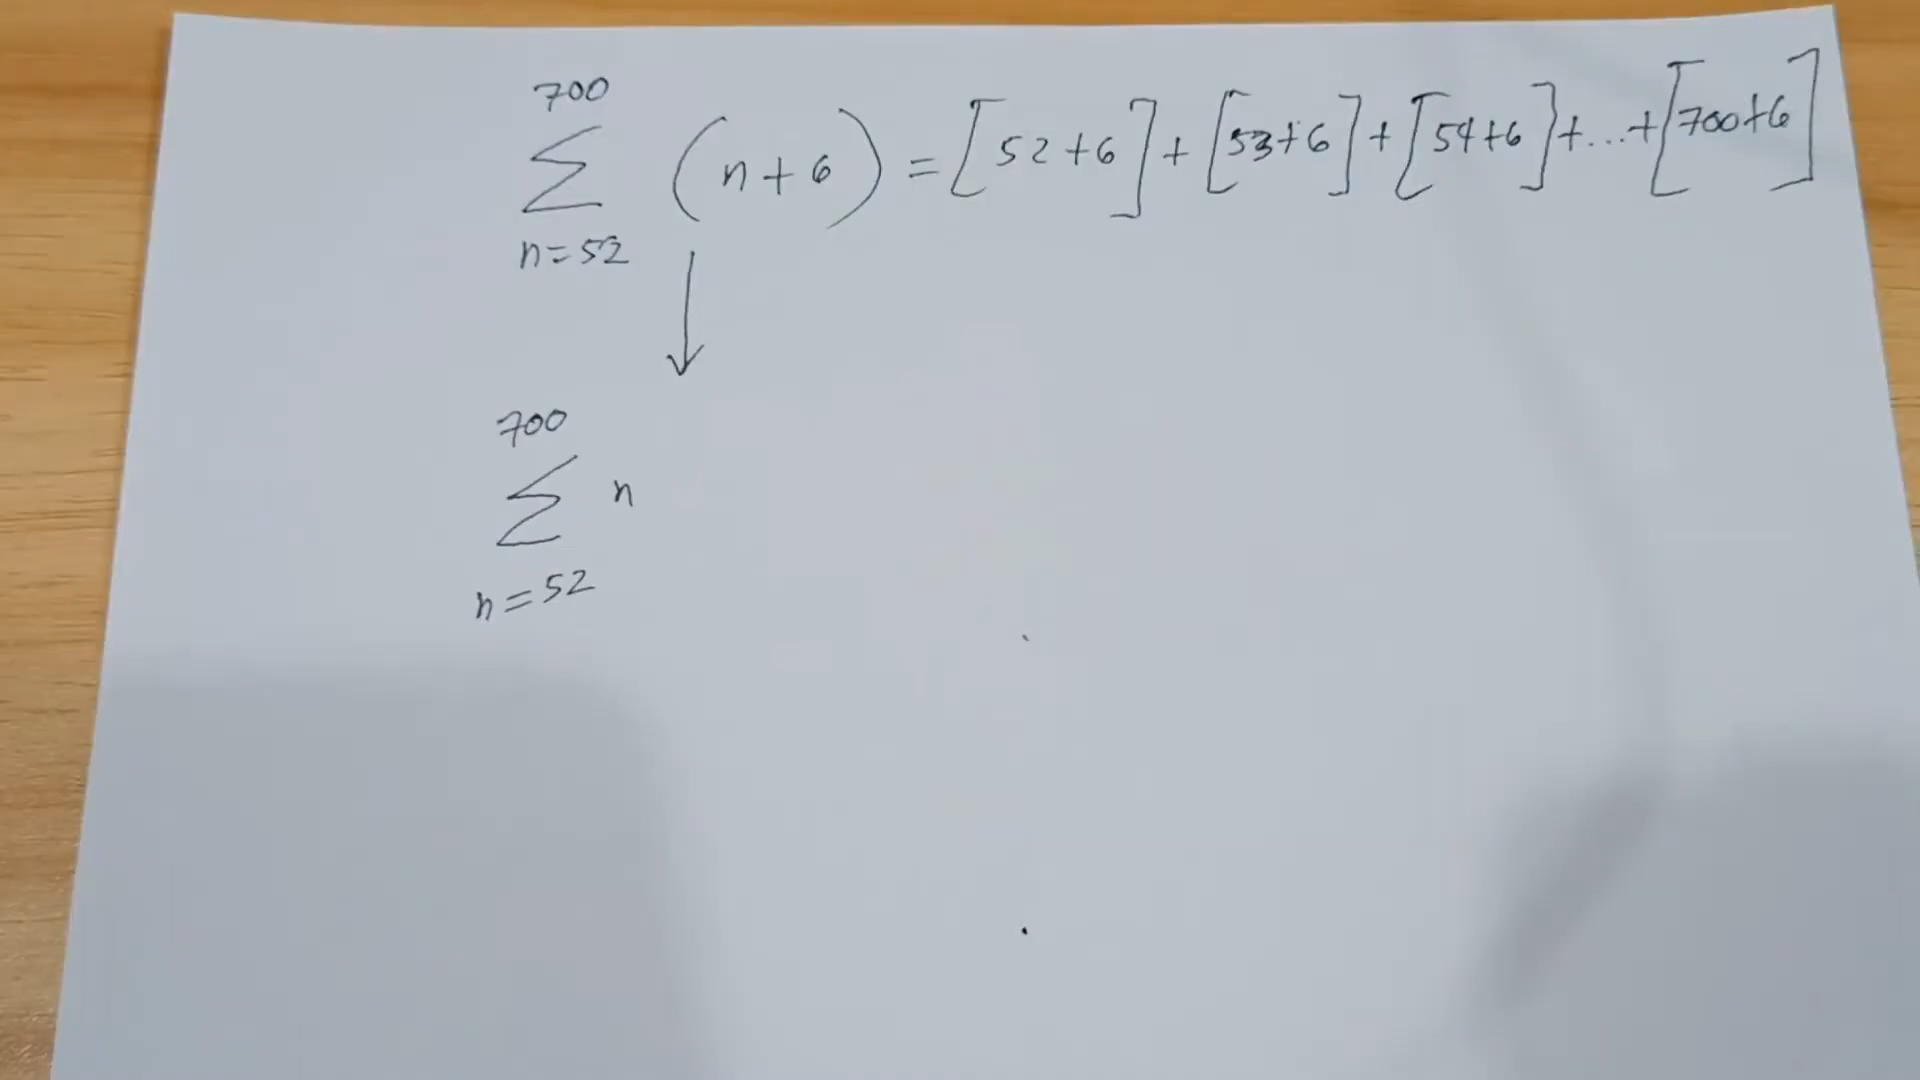 700
∑ (n+6) = [52+6] + [53+6] + [54+6] +...+ [700+6]
n=52
↓
700
∑ n
n=52